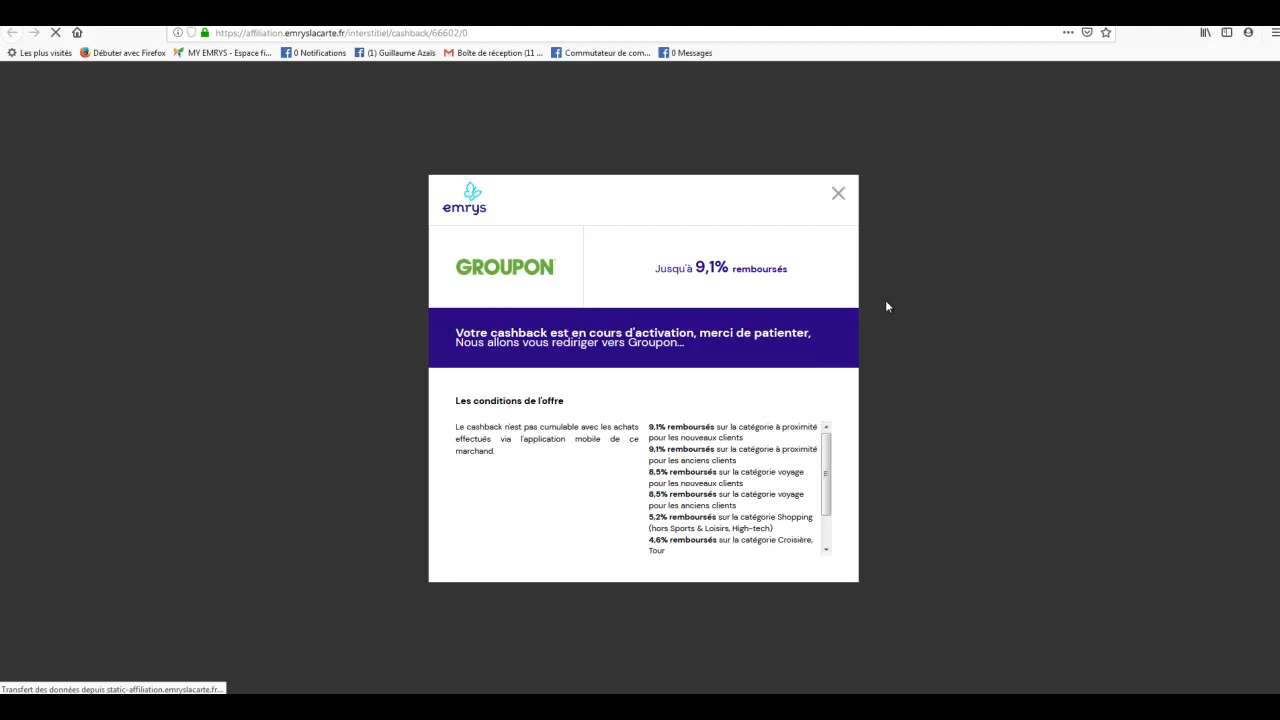 https://affiliation.emryslacarte.fr/interstitiel/cashback/66602/0
Les plus visités
Débuter avec Firefox
MY EMRYS - Espace fi...
0 Notifications
(1) Guillaume Azaïs
Boîte de réception (11 ...
Commutateur de com...
0 Messages
emrys
GROUPON
Jusqu'à 9,1% remboursés
Votre cashback est en cours d'activation, merci de patienter,
Nous allons vous rediriger vers Groupon...
Les conditions de l'offre
Le cashback n'est pas cumulable avec les achats
effectués via l'application mobile de ce
marchand.
9,1% remboursés sur la catégorie à proximité
pour les nouveaux clients
9,1% remboursés sur la catégorie à proximité
pour les anciens clients
8,5% remboursés sur la catégorie voyage
pour les nouveaux clients
8,5% remboursés sur la catégorie voyage
pour les anciens clients
5,2% remboursés sur la catégorie Shopping
(hors Sports & Loisirs, High-tech)
4,6% remboursés sur la catégorie Croisière,
Tour
Transfert des données depuis static-affiliation.emryslacarte.fr...